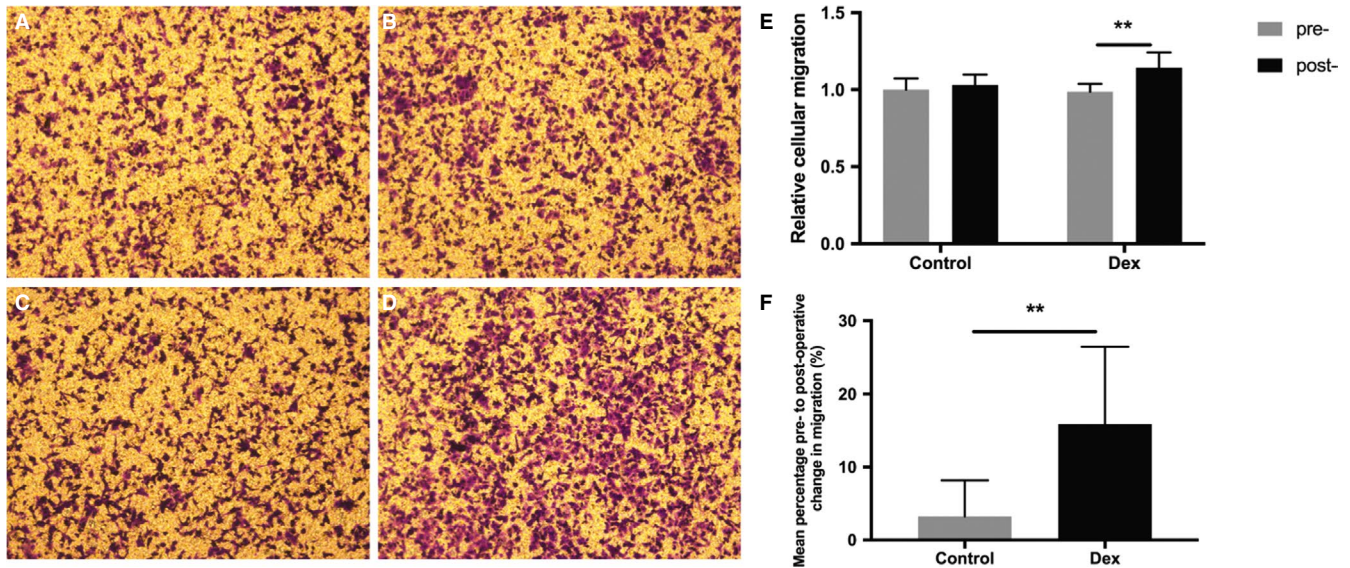 A
B
C
D
E
Relative cellular migration
1.5
1.0
0.5
0.0
**
Control
Dex
pre-
post-
F
Mean percentage pre- to post-operative
change in migration (%)
30
20
10
0
**
Control
Dex